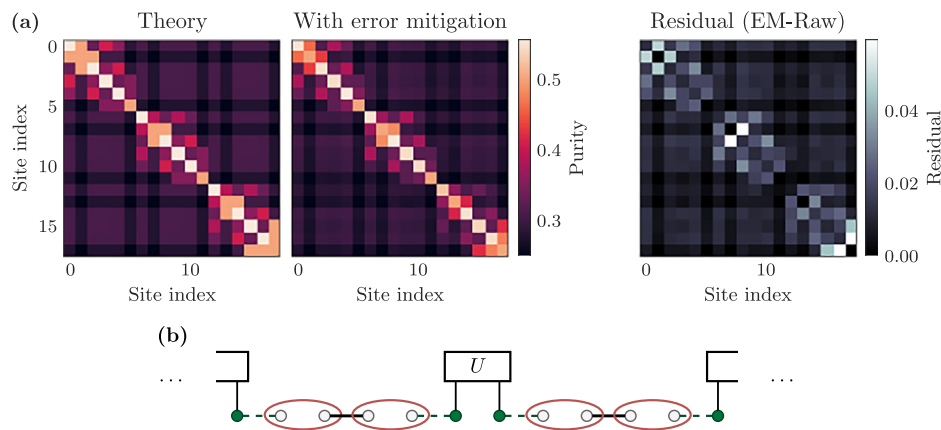 (a) Theory With error mitigation Residual (EM-Raw)
0
5
10
15
Site index
0 10
Site index
0 10
Site index
0.5
0.4
0.3
Purity
0 10
Site index
0.04
0.02
0.00
Residual
(b)
... U ...